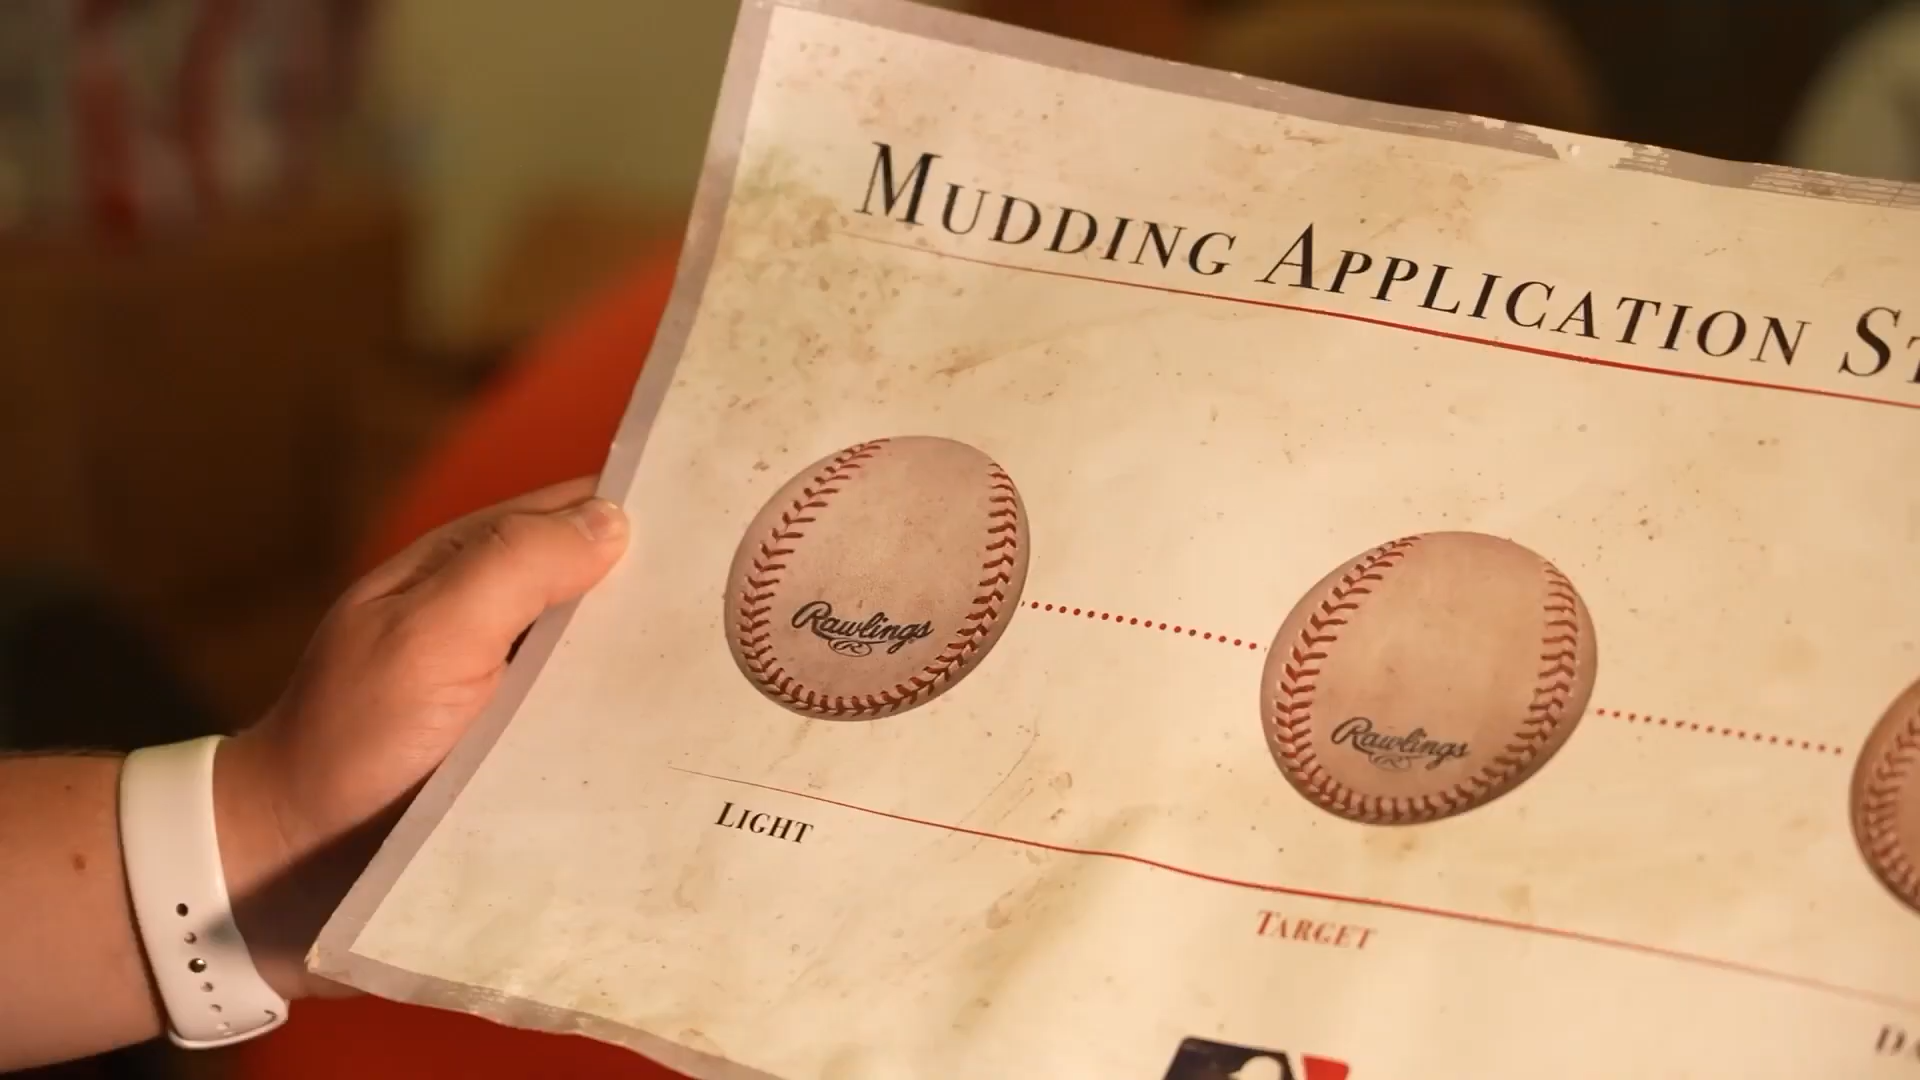 MUDDING APPLICATION ST
Rawlings
R
Rawlings
R
LIGHT
TARGET